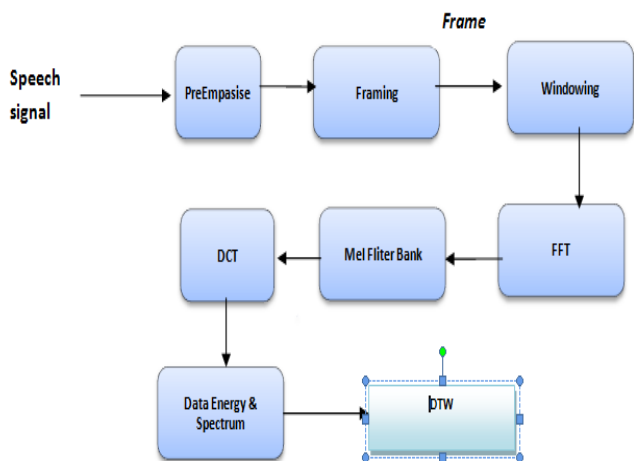 Frame
Speech
signal
PreEmpasise
Framing
Windowing
DCT
Mel Fliter Bank
FFT
Data Energy &
Spectrum
DTW